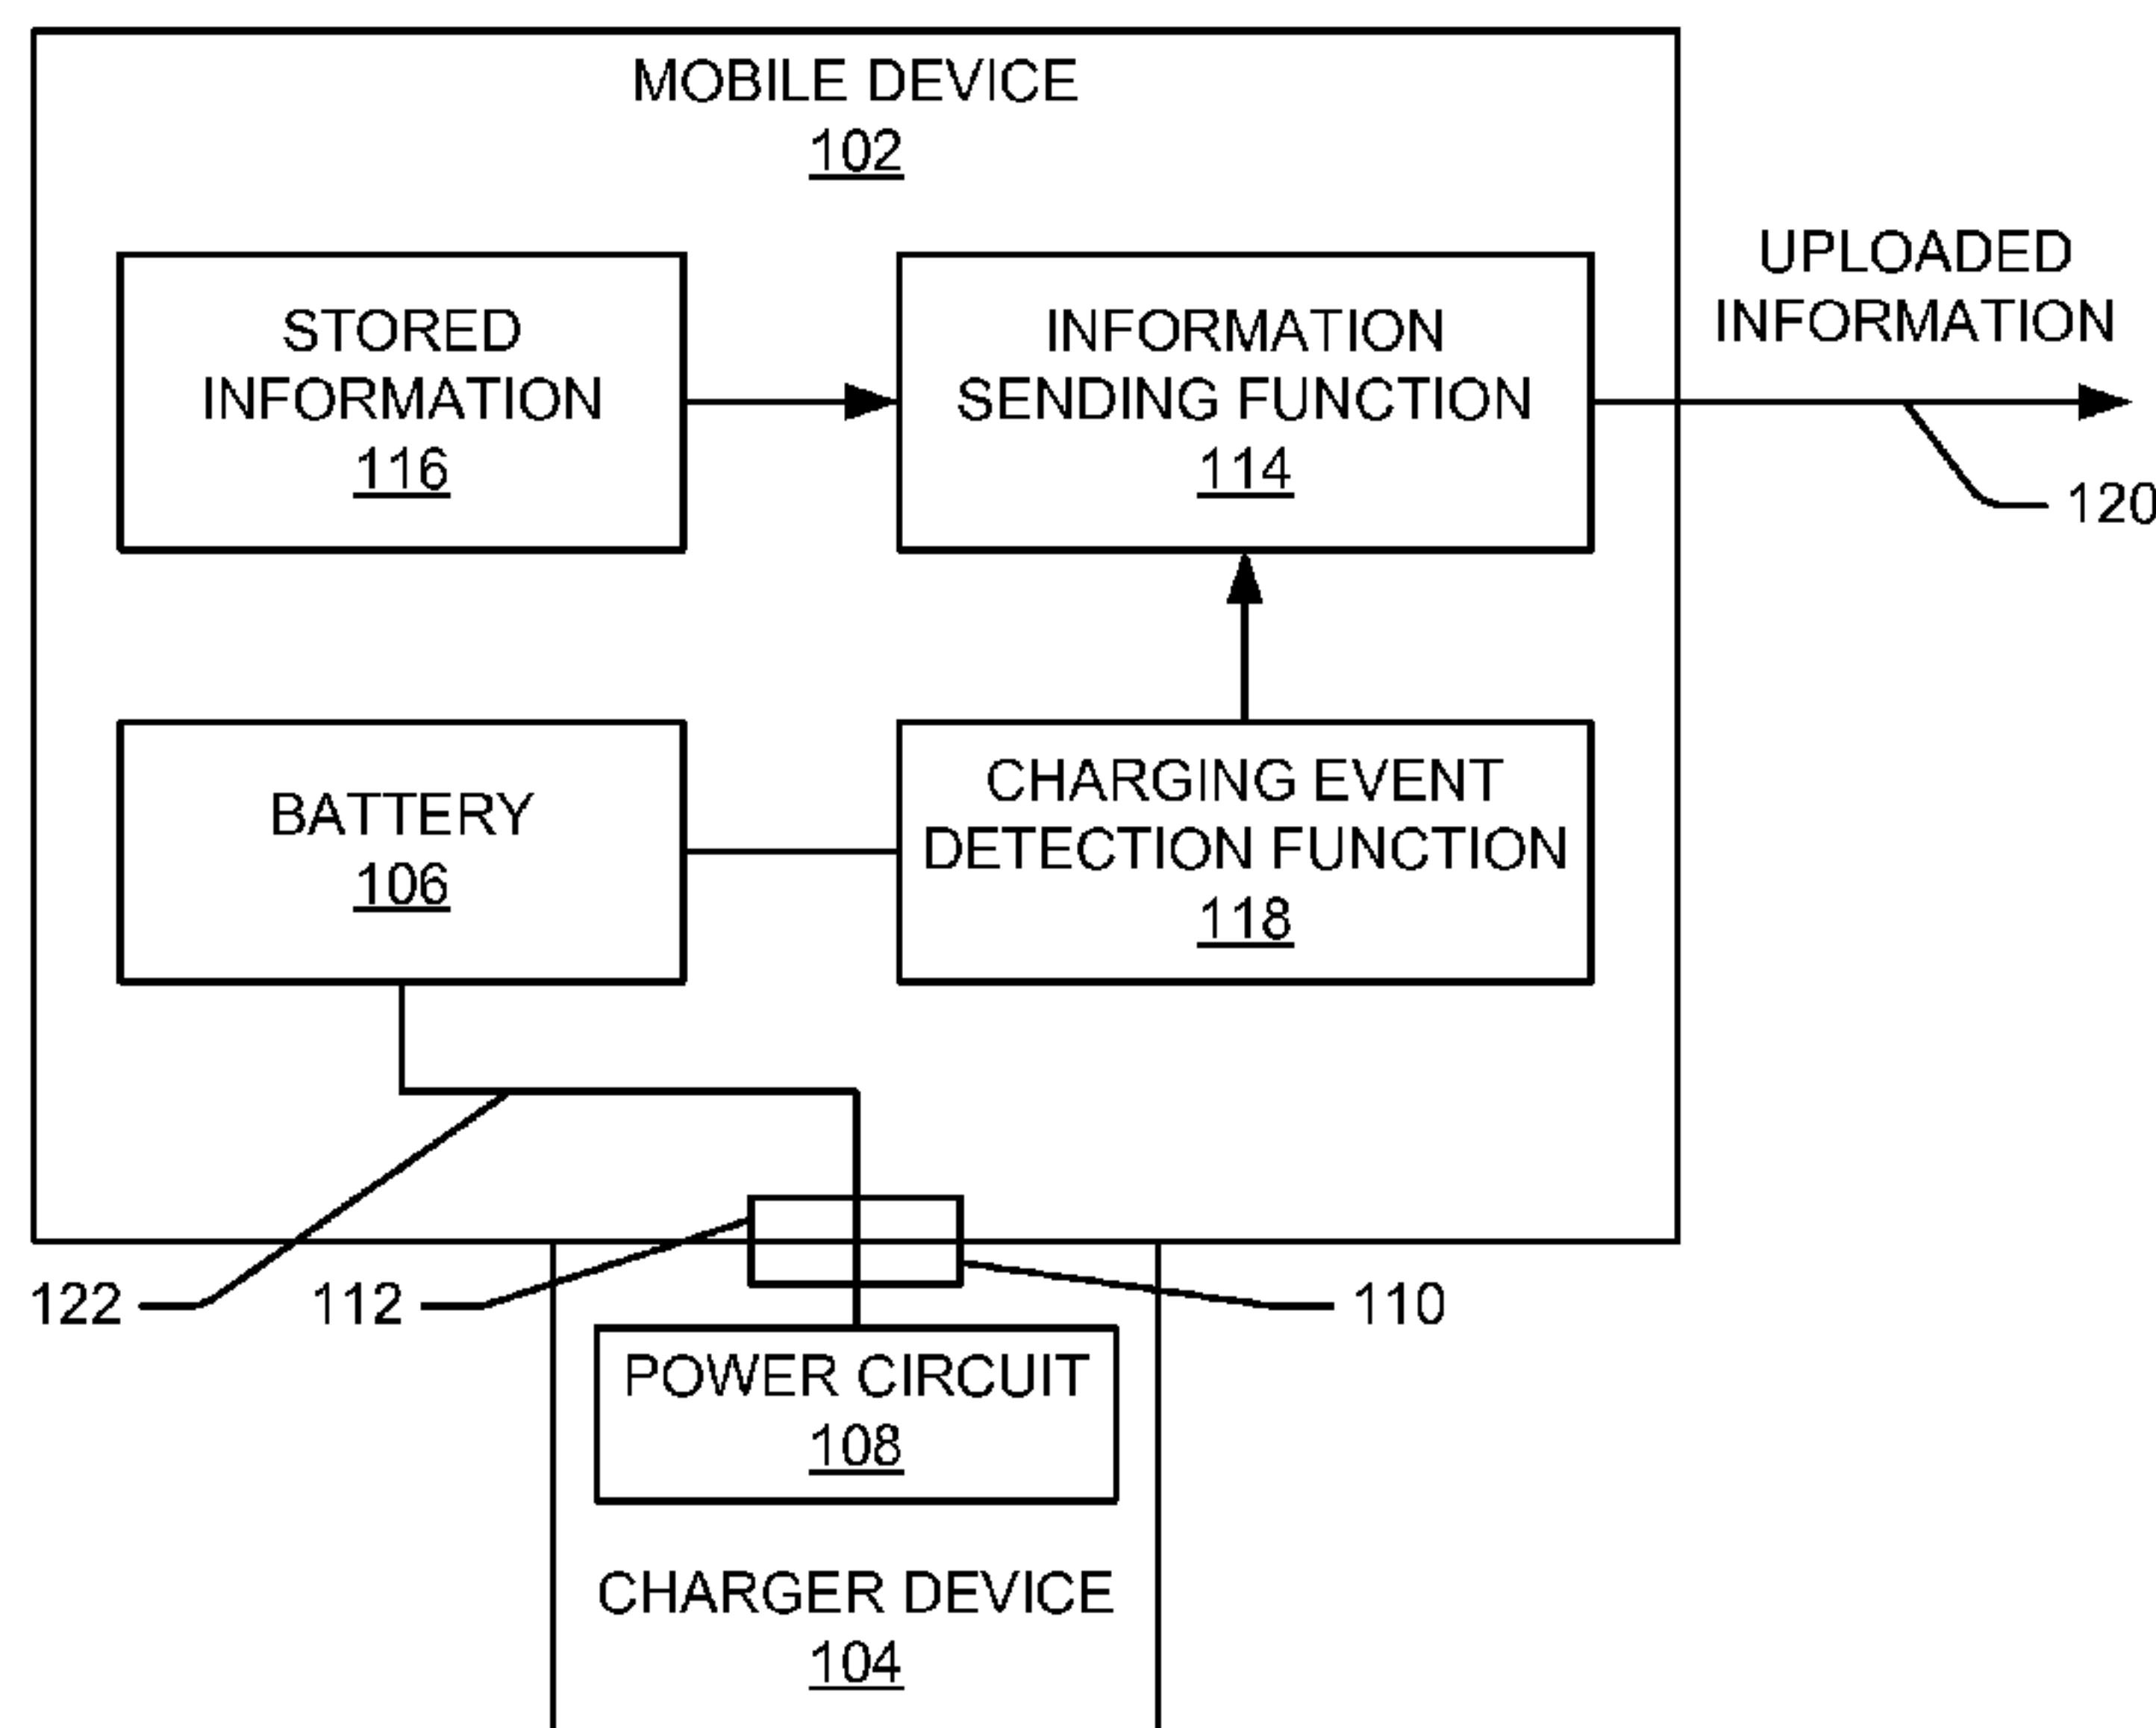 MOBILE DEVICE
102
STORED
INFORMATION
116
INFORMATION
SENDING FUNCTION
114
UPLOADED
INFORMATION
120
BATTERY
106
CHARGING EVENT
DETECTION FUNCTION
118
122
112
110
POWER CIRCUIT
108
CHARGER DEVICE
104